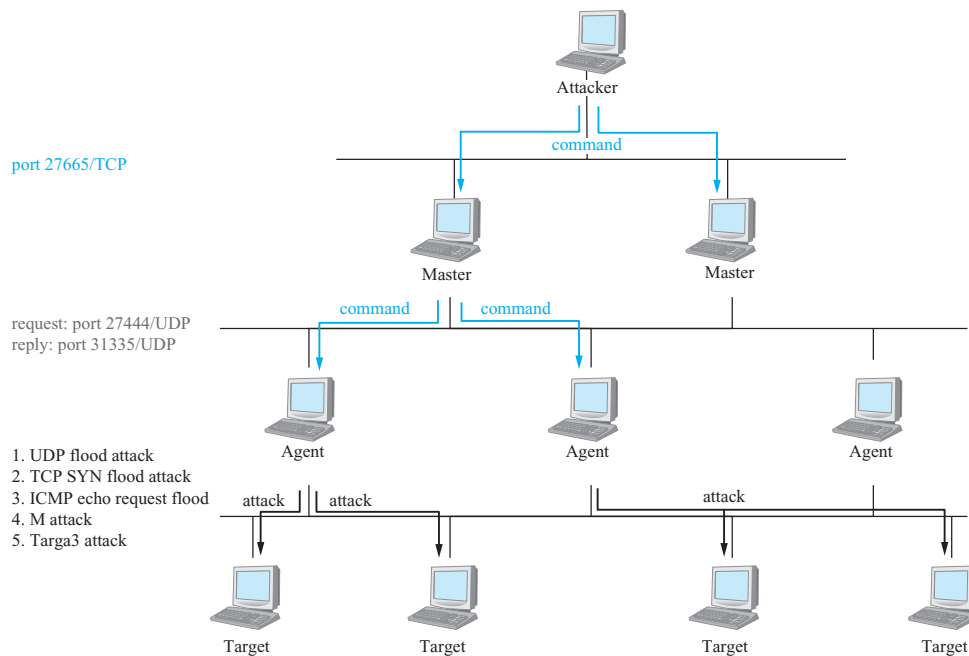 Attacker
command
port 27665/TCP
Master
Master
command
command
request: port 27444/UDP
reply: port 31335/UDP
Agent
Agent
Agent
1. UDP flood attack
2. TCP SYN flood attack
3. ICMP echo request flood
4. M attack
5. Targa3 attack
attack
attack
attack
Target
Target
Target
Target